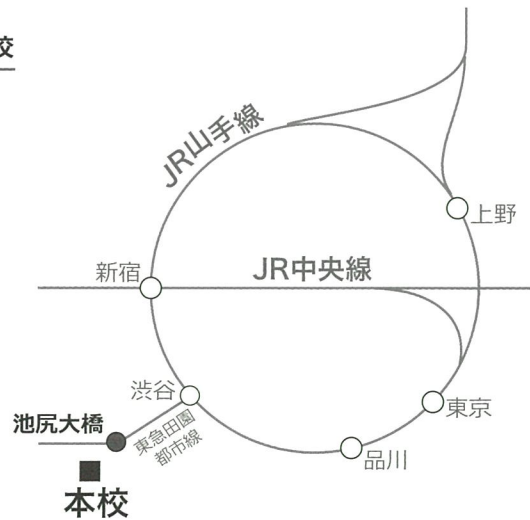 校
JR山手線
上野
新宿
JR中央線
渋谷
東京
池尻大橋
東急田園
都市線
品川
本校